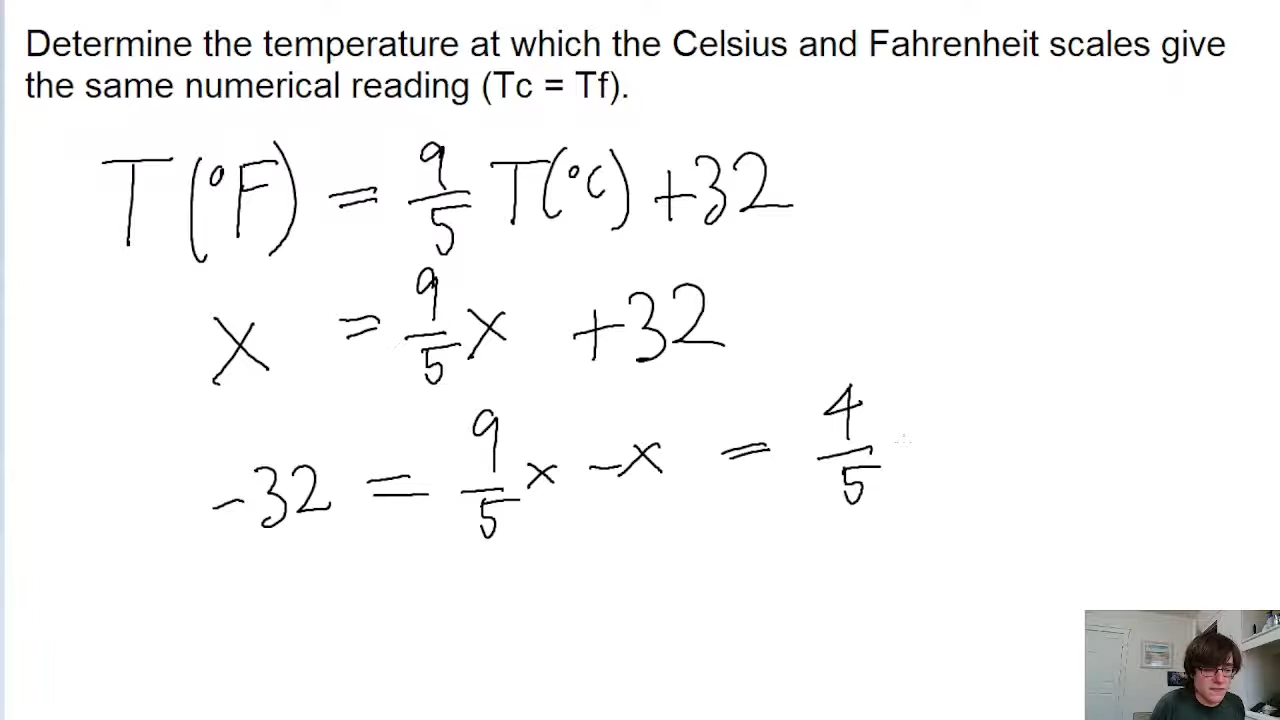 Determine the temperature at which the Celsius and Fahrenheit scales give
the same numerical reading (Tc = Tf).
T(°F) = 9/5 T(°C) +32
x = 9/5 x +32
-32 = 9/5 x - x = 4/5